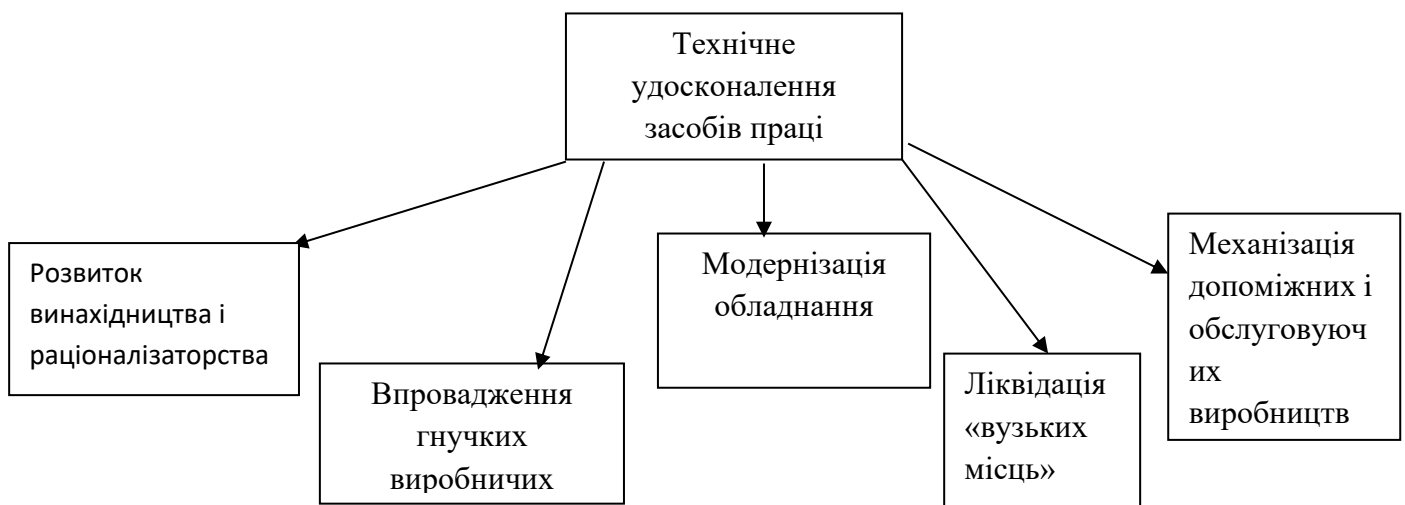 Технічне
удосконалення
засобів праці
Розвиток
винахідництва і
раціоналізаторства
Впровадження
гнучких
виробничих
Модернізація
обладнання
Ліквідація
«вузьких
місць»
Механізація
допоміжних і
обслуговуюч
их
виробництв